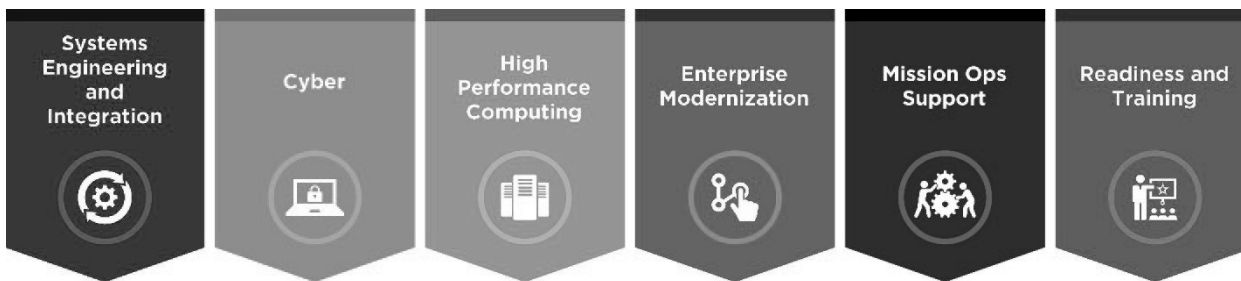 Systems
Engineering
and
Integration
Cyber
High
Performance
Computing
Enterprise
Modernization
Mission Ops
Support
Readiness and
Training